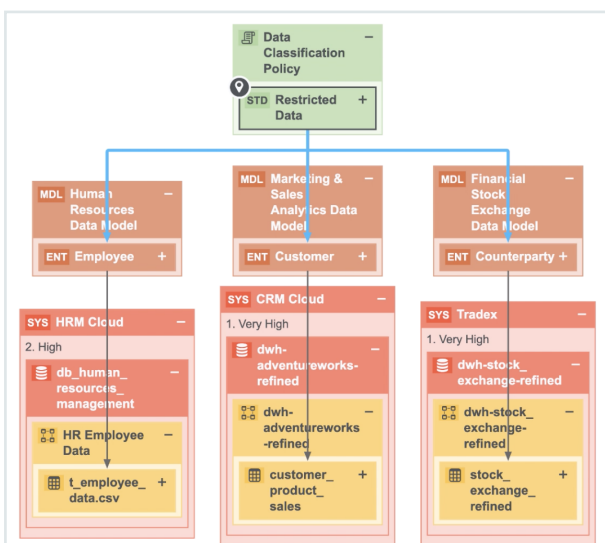 Data
Classification
Policy
STD Restricted
Data
MDL Human
Resources
Data Model
ENT Employee
MDL Marketing &
Sales
Analytics Data
Model
ENT Customer
MDL Financial
Stock
Exchange
Data Model
ENT Counterparty
SYS HRM Cloud
2. High
db_human_
resources_
management
HR Employee
Data
t_employee_
data.csv
SYS CRM Cloud
1. Very High
dwh-
adventureworks-
refined
dwh-
adventureworks
-refined
customer_
product_
sales
SYS Tradex
1. Very High
dwh-stock_
exchange-refined
dwh-stock_
exchange-
refined
stock_
exchange_
refined